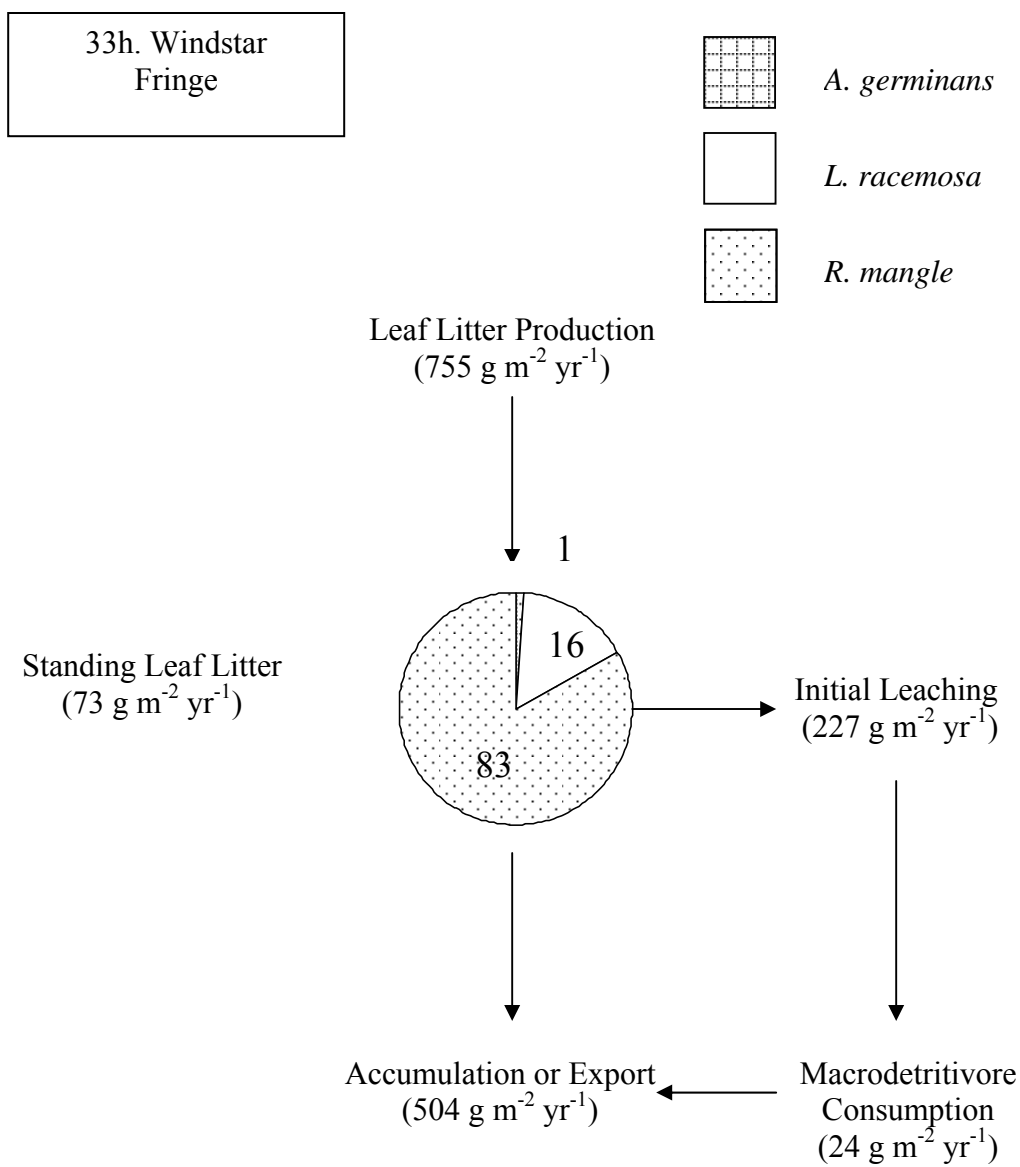 33h. Windstar
Fringe
A. germinans
L. racemosa
R. mangle
Leaf Litter Production
(755 g m⁻² yr⁻¹)
1
16
83
Standing Leaf Litter
(73 g m⁻² yr⁻¹)
Initial Leaching
(227 g m⁻² yr⁻¹)
Accumulation or Export
(504 g m⁻² yr⁻¹)
Macrodetritivore
Consumption
(24 g m⁻² yr⁻¹)